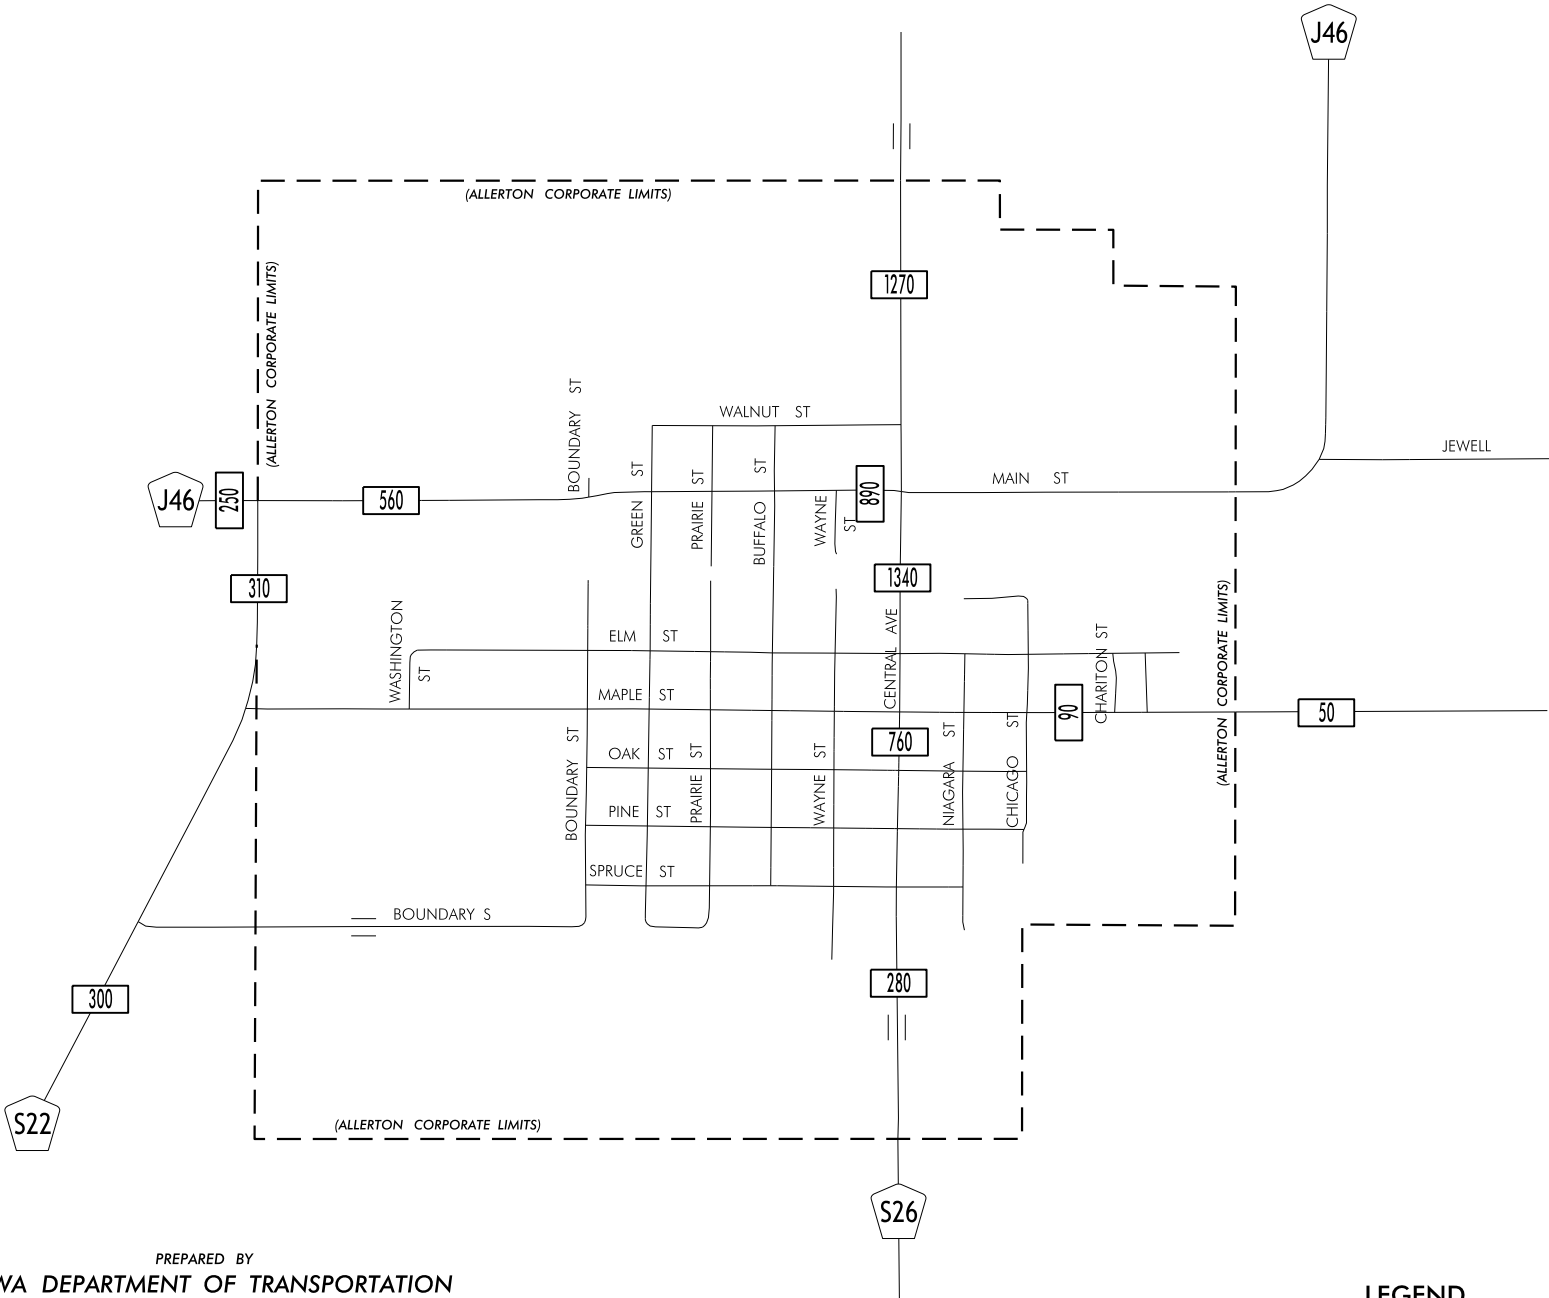 J46
(ALLERTON CORPORATE LIMITS)
(ALLERTON CORPORATE LIMITS)
1270
BOUNDARY ST
WALNUT ST
JEWELL
J46
250
560
GREEN ST
PRAIRIE ST
BUFFALO ST
WAYNE ST
890
MAIN ST
310
1340
WASHINGTON ST
ELM ST
CENTRAL AVE
CHARITON ST
(ALLERTON CORPORATE LIMITS)
MAPLE ST
90
50
BOUNDARY ST
OAK ST
PRAIRIE ST
WAYNE ST
760
NIAGARA ST
CHICAGO ST
PINE ST
SPRUCE ST
BOUNDARY S
300
280
S22
(ALLERTON CORPORATE LIMITS)
S26
PREPARED BY
WA DEPARTMENT OF TRANSPORTATION
LEGEND